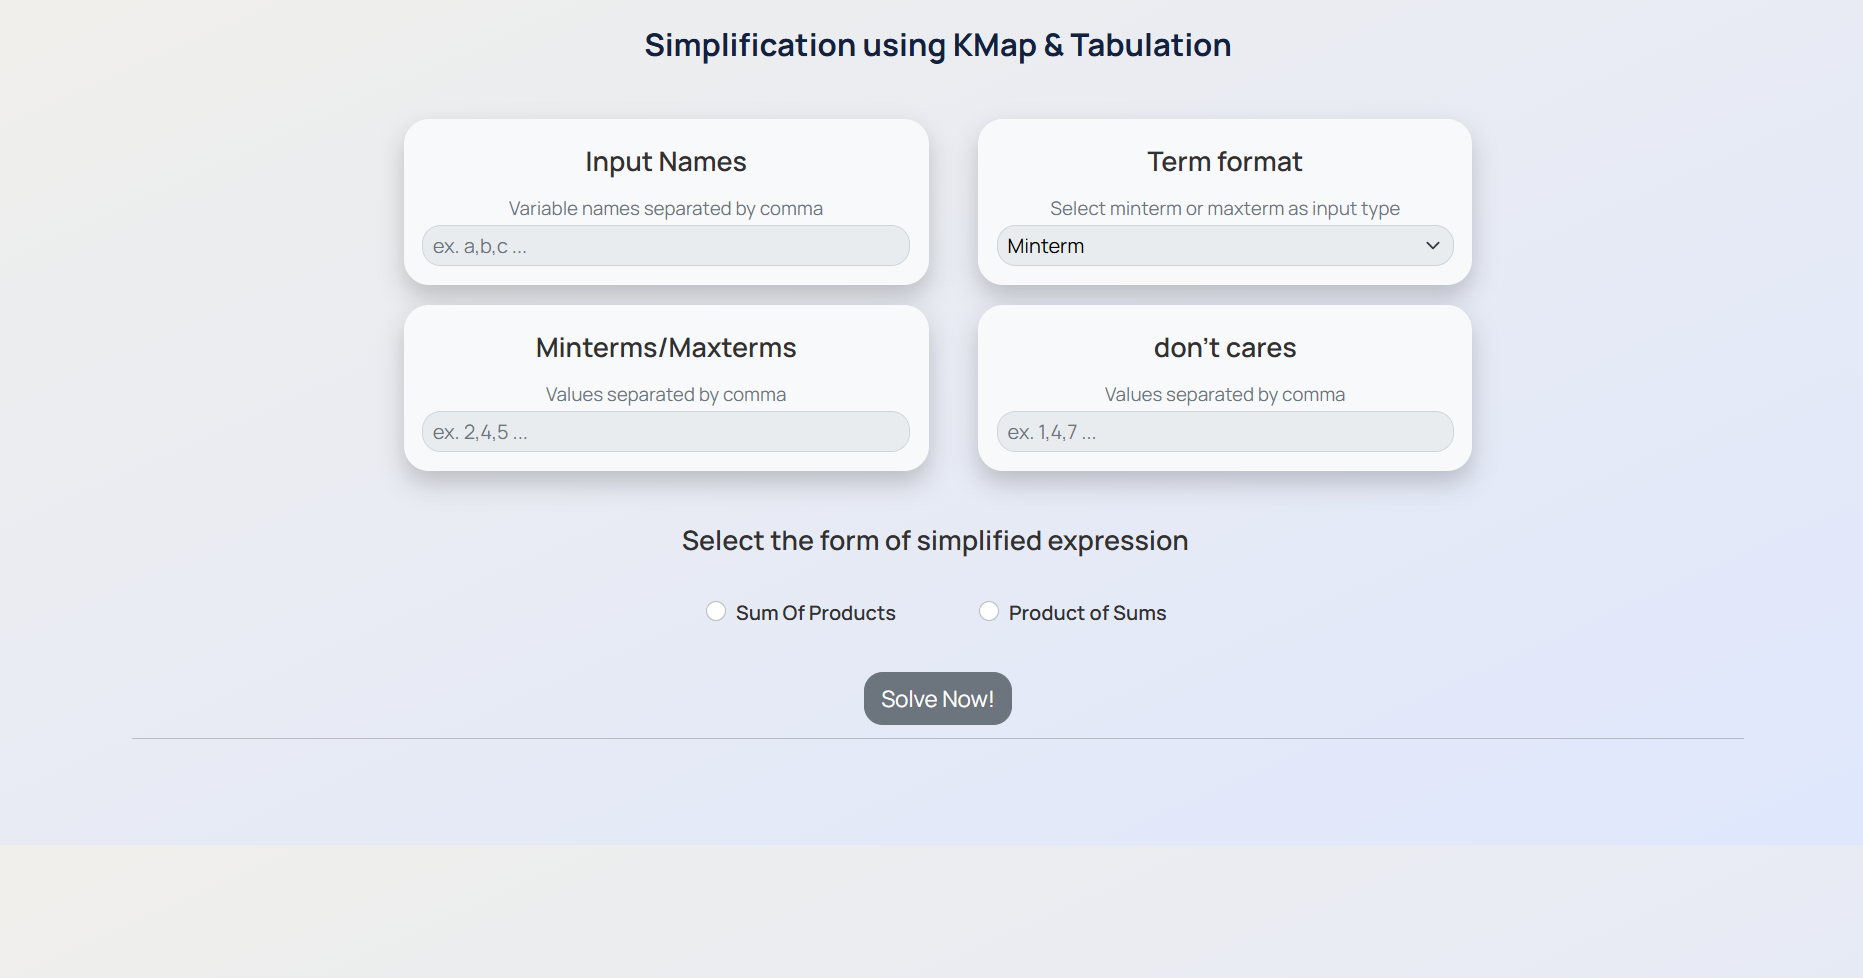 Simplification using KMap & Tabulation
Input Names
Variable names separated by comma
ex. a,b,c ...
Term format
Select minterm or maxterm as input type
Minterm
Minterms/Maxterms
Values separated by comma
ex. 2,4,5 ...
don't cares
Values separated by comma
ex. 1,4,7 ...
Select the form of simplified expression
Sum Of Products
Product of Sums
Solve Now!